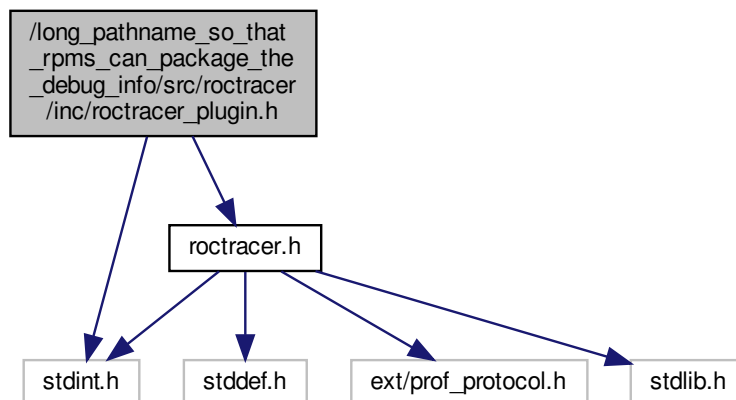 /long_pathname_so_that
_rpms_can_package_the
_debug_info/src/roctracer
/inc/roctracer_plugin.h
roctracer.h
stdint.h
stddef.h
ext/prof_protocol.h
stdlib.h